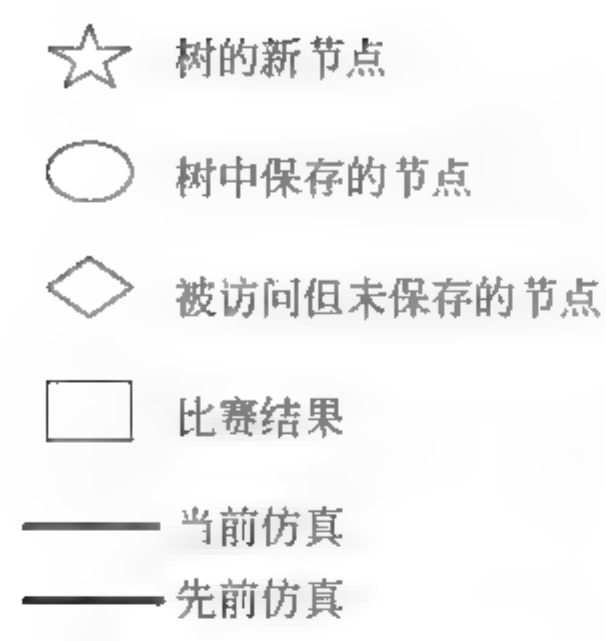 树的新节点
树中保存的节点
被访问但未保存的节点
比赛结果
当前仿真
先前仿真